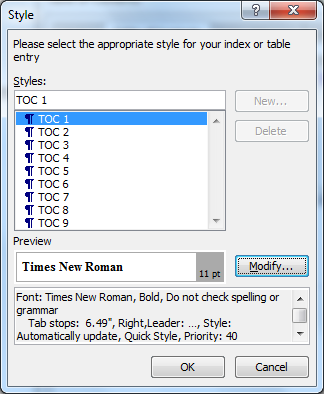 Style
Please select the appropriate style for your index or table
entry
Styles:
TOC 1
New...
¶ TOC 1
¶ TOC 2
Delete
¶ TOC 3
¶ TOC 4
¶ TOC 5
¶ TOC 6
¶ TOC 7
¶ TOC 8
¶ TOC 9
Preview
Times New Roman
11 pt
Modify...
Font: Times New Roman, Bold, Do not check spelling or
grammar
Tab stops: 6.49", Right,Leader: ..., Style:
Automatically update, Quick Style, Priority: 40
OK
Cancel